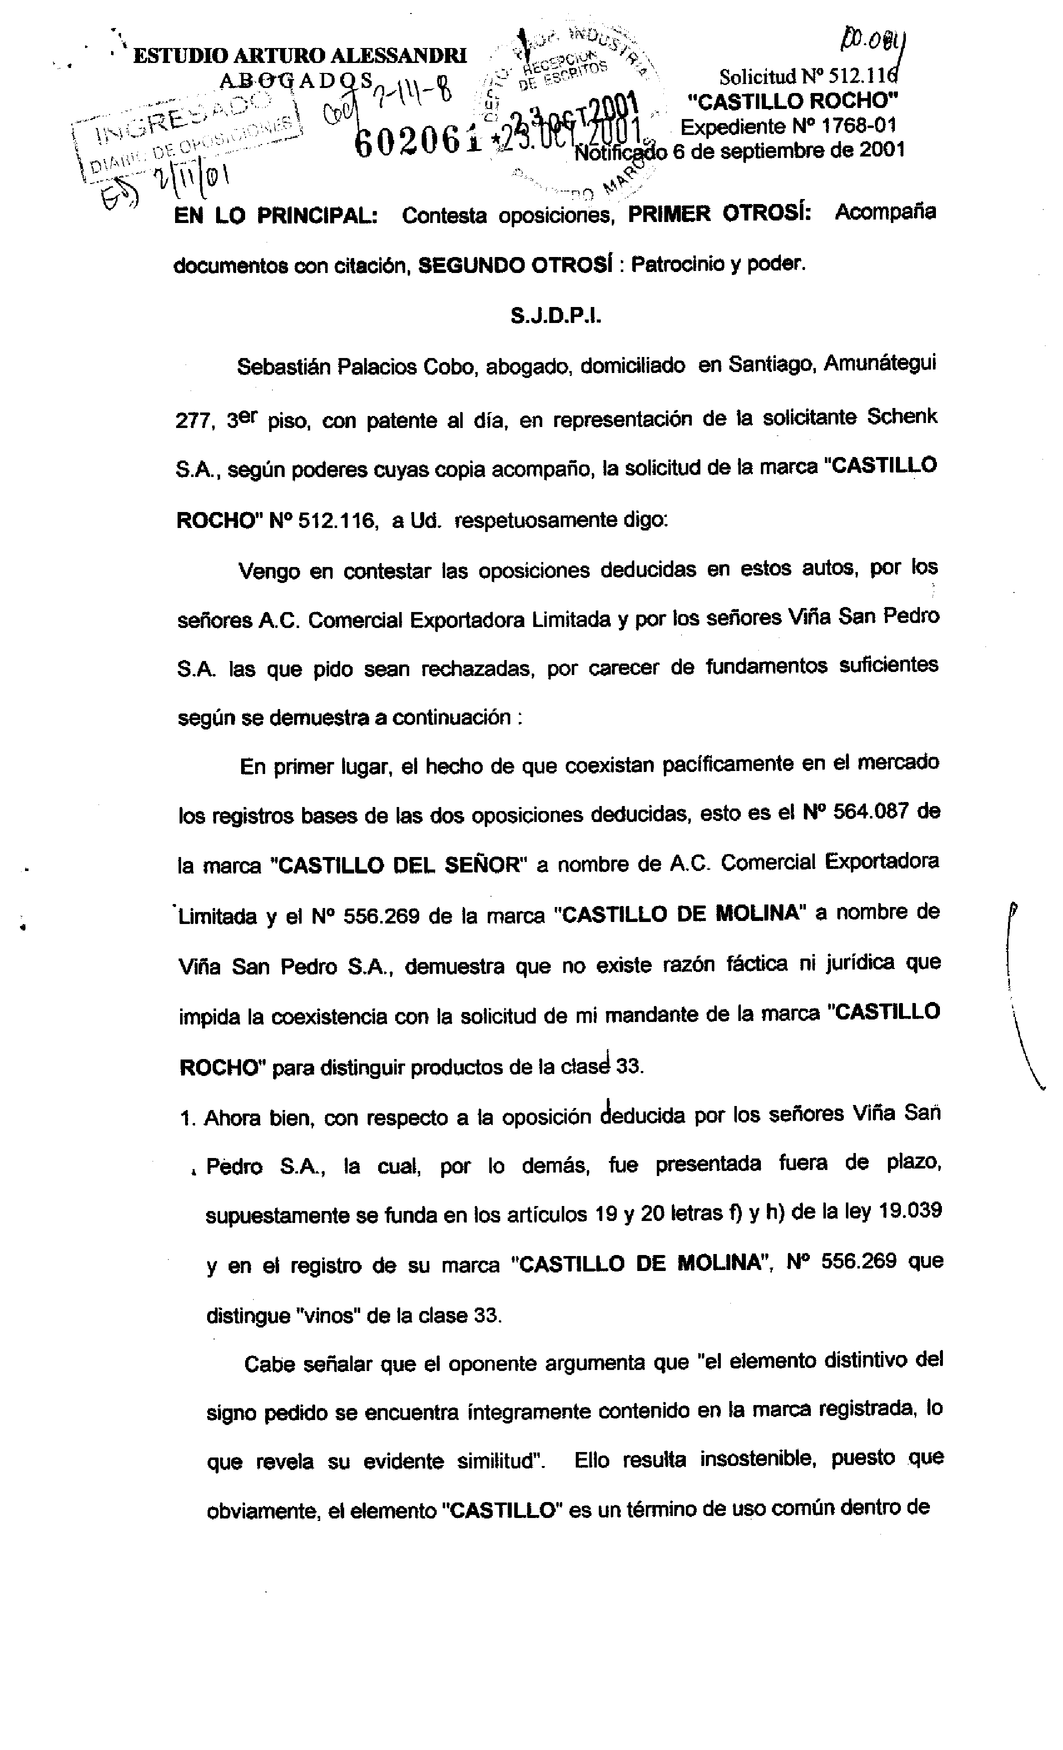 ESTUDIO ARTURO ALESSANDRI
ABOGADOS
INGRESADO
DIARIO DE OPOSICIONES
2/11/01
7-111-8
602061
INDUSTRIA
RECEPCION
DE ESCRITOS
23 OCT 2001
*23.OCT.2001
00.084
Solicitud Nº 512.116
"CASTILLO ROCHO"
Expediente Nº 1768-01
Notificado 6 de septiembre de 2001
EN LO PRINCIPAL: Contesta oposiciones, PRIMER OTROSÍ: Acompaña
documentos con citación, SEGUNDO OTROSÍ : Patrocinio y poder.
S.J.D.P.I.
Sebastián Palacios Cobo, abogado, domiciliado en Santiago, Amunátegui
277, 3er piso, con patente al día, en representación de la solicitante Schenk
S.A., según poderes cuyas copia acompaño, la solicitud de la marca "CASTILLO
ROCHO" Nº 512.116, a Ud. respetuosamente digo:
Vengo en contestar las oposiciones deducidas en estos autos, por los
señores A.C. Comercial Exportadora Limitada y por los señores Viña San Pedro
S.A. las que pido sean rechazadas, por carecer de fundamentos suficientes
según se demuestra a continuación :
En primer lugar, el hecho de que coexistan pacíficamente en el mercado
los registros bases de las dos oposiciones deducidas, esto es el Nº 564.087 de
la marca "CASTILLO DEL SEÑOR" a nombre de A.C. Comercial Exportadora
Limitada y el Nº 556.269 de la marca "CASTILLO DE MOLINA" a nombre de
Viña San Pedro S.A., demuestra que no existe razón fáctica ni jurídica que
impida la coexistencia con la solicitud de mi mandante de la marca "CASTILLO
ROCHO" para distinguir productos de la clase 33.
1. Ahora bien, con respecto a la oposición deducida por los señores Viña San
Pedro S.A., la cual, por lo demás, fue presentada fuera de plazo,
supuestamente se funda en los artículos 19 y 20 letras f) y h) de la ley 19.039
y en el registro de su marca "CASTILLO DE MOLINA", Nº 556.269 que
distingue "vinos" de la clase 33.
Cabe señalar que el oponente argumenta que "el elemento distintivo del
signo pedido se encuentra íntegramente contenido en la marca registrada, lo
que revela su evidente similitud". Ello resulta insostenible, puesto que
obviamente, el elemento "CASTILLO" es un término de uso común dentro de